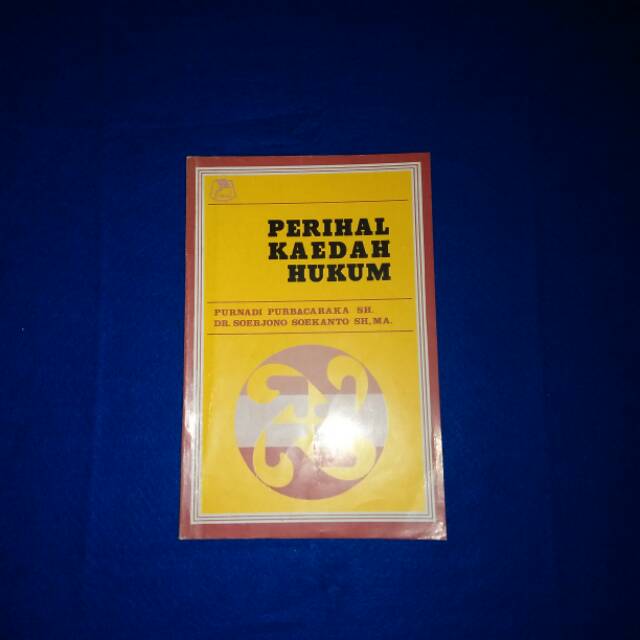 PERIHAL
KAEDAH
HUKUM
PURNADI PURBACARAKA SH.
DR. SOERJONO SOEKANTO SH, MA.